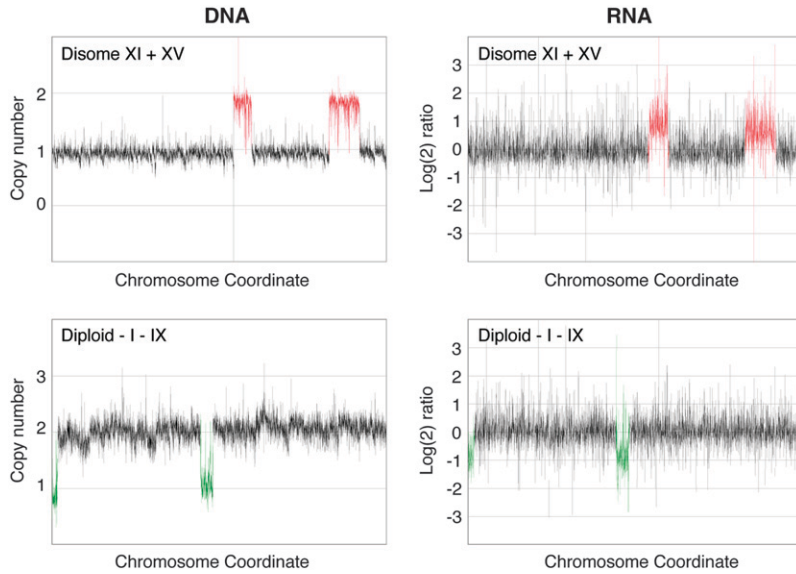 DNA
RNA
Disome XI + XV
Copy number
2
1
0
Chromosome Coordinate
Disome XI + XV
Log(2) ratio
3
2
1
0
-1
-2
-3
Chromosome Coordinate
Diploid - I - IX
Copy number
3
2
1
Chromosome Coordinate
Diploid - I - IX
Log(2) ratio
3
2
1
0
-1
-2
-3
Chromosome Coordinate